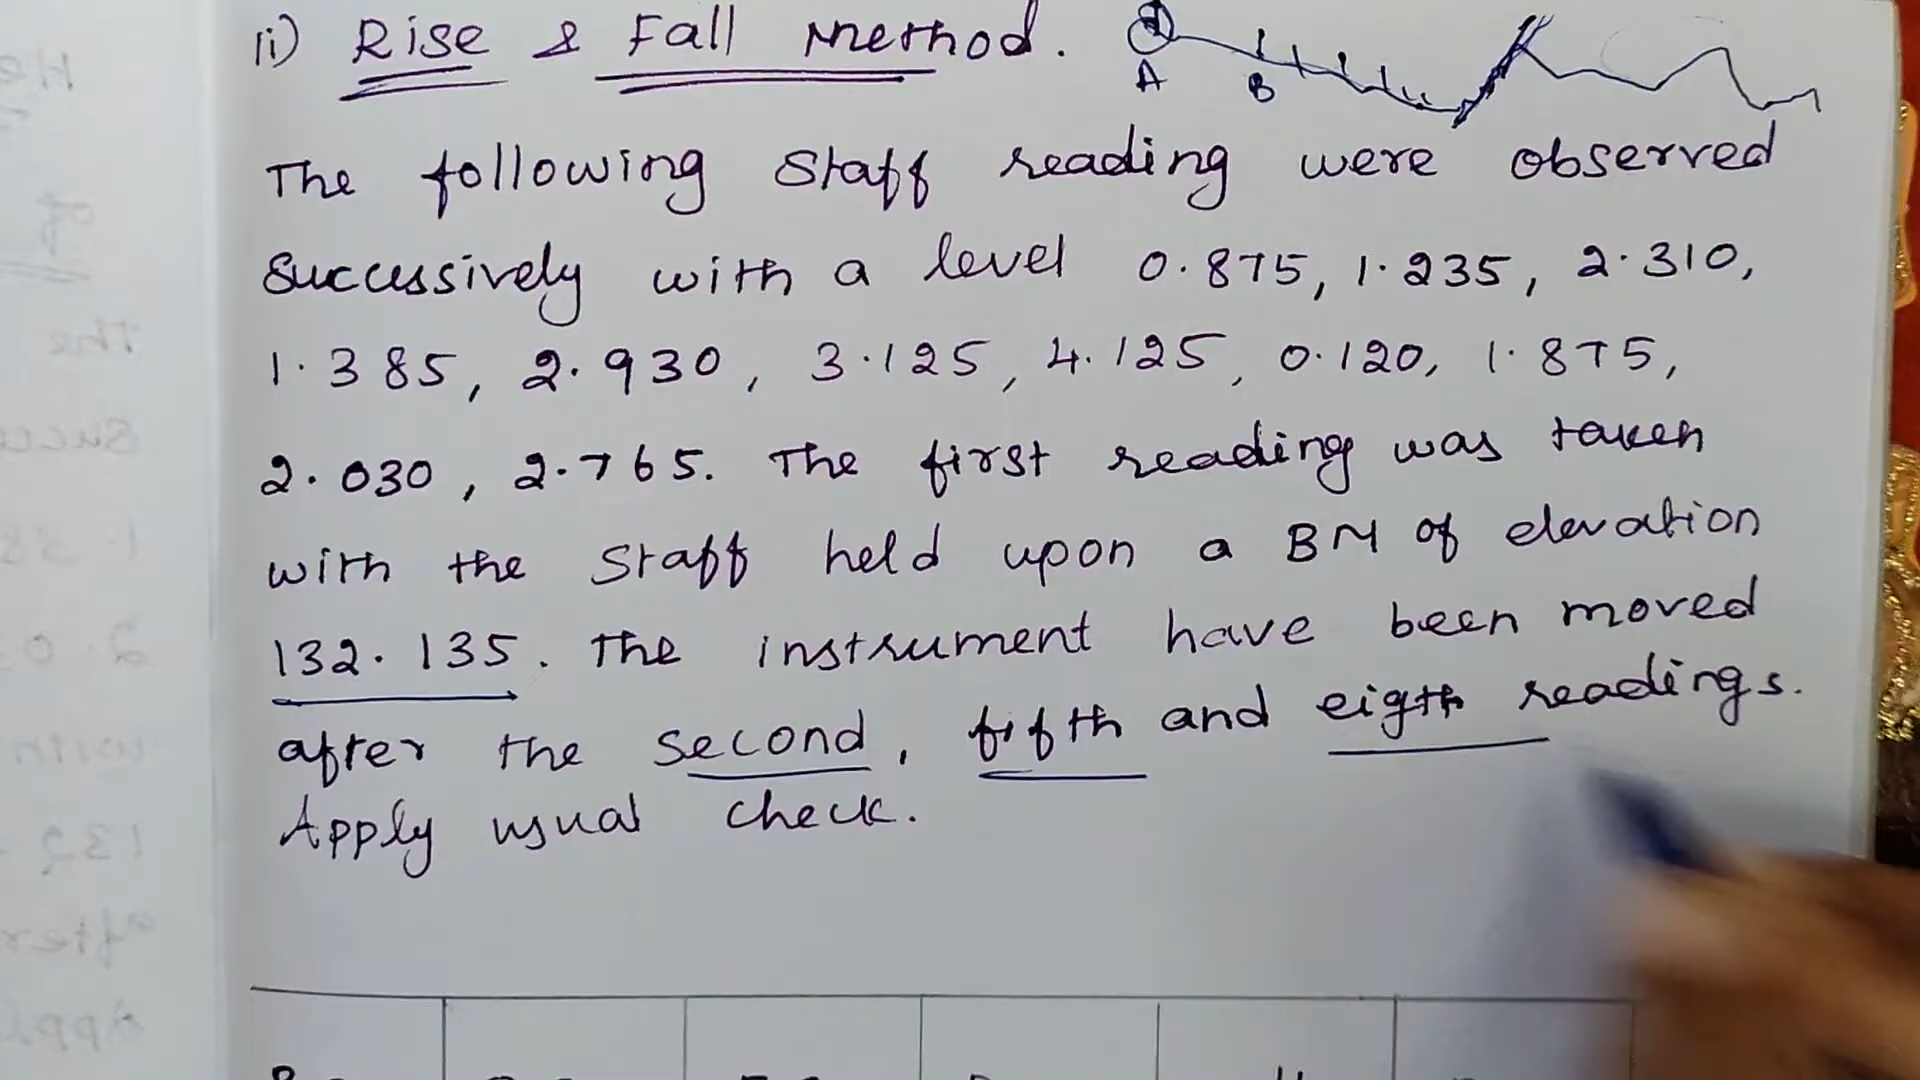 ii) Rise & Fall Method.
A B
The following Staff reading were observed
Successively with a level 0.875, 1.235, 2.310,
1.385, 2.930, 3.125, 4.125, 0.120, 1.875,
2.030, 2.765. The first reading was taken
with the Staff held upon a BM of elevation
132.135. The instrument have been moved
after the second, fifth and eigth readings.
Apply usual check.